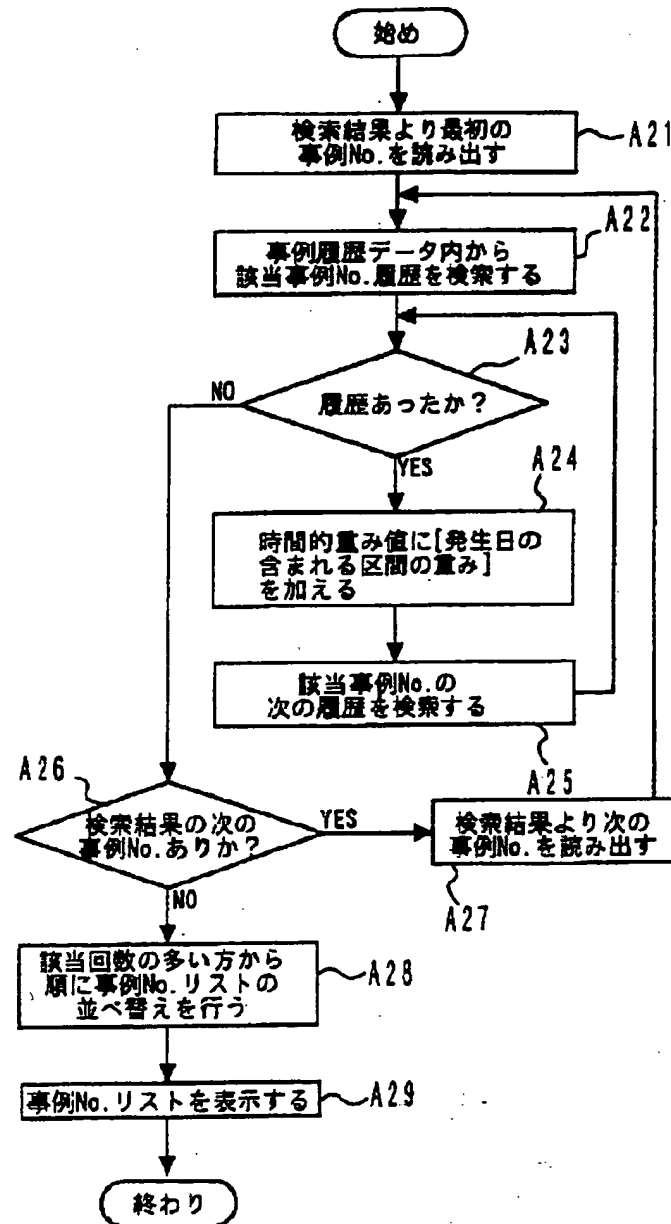 始め
検索結果より最初の
事例No.を読み出す
A21
事例履歴データ内から
該当事例No.履歴を検索する
A22
履歴あったか？
A23
NO
YES
時間的重み値に[発生日の
含まれる区間の重み]
を加える
A24
該当事例No.の
次の履歴を検索する
A25
検索結果の次の
事例No.ありか？
A26
YES
NO
検索結果より次の
事例No.を読み出す
A27
該当回数の多い方から
順に事例No.リストの
並べ替えを行う
A28
事例No.リストを表示する
A29
終わり